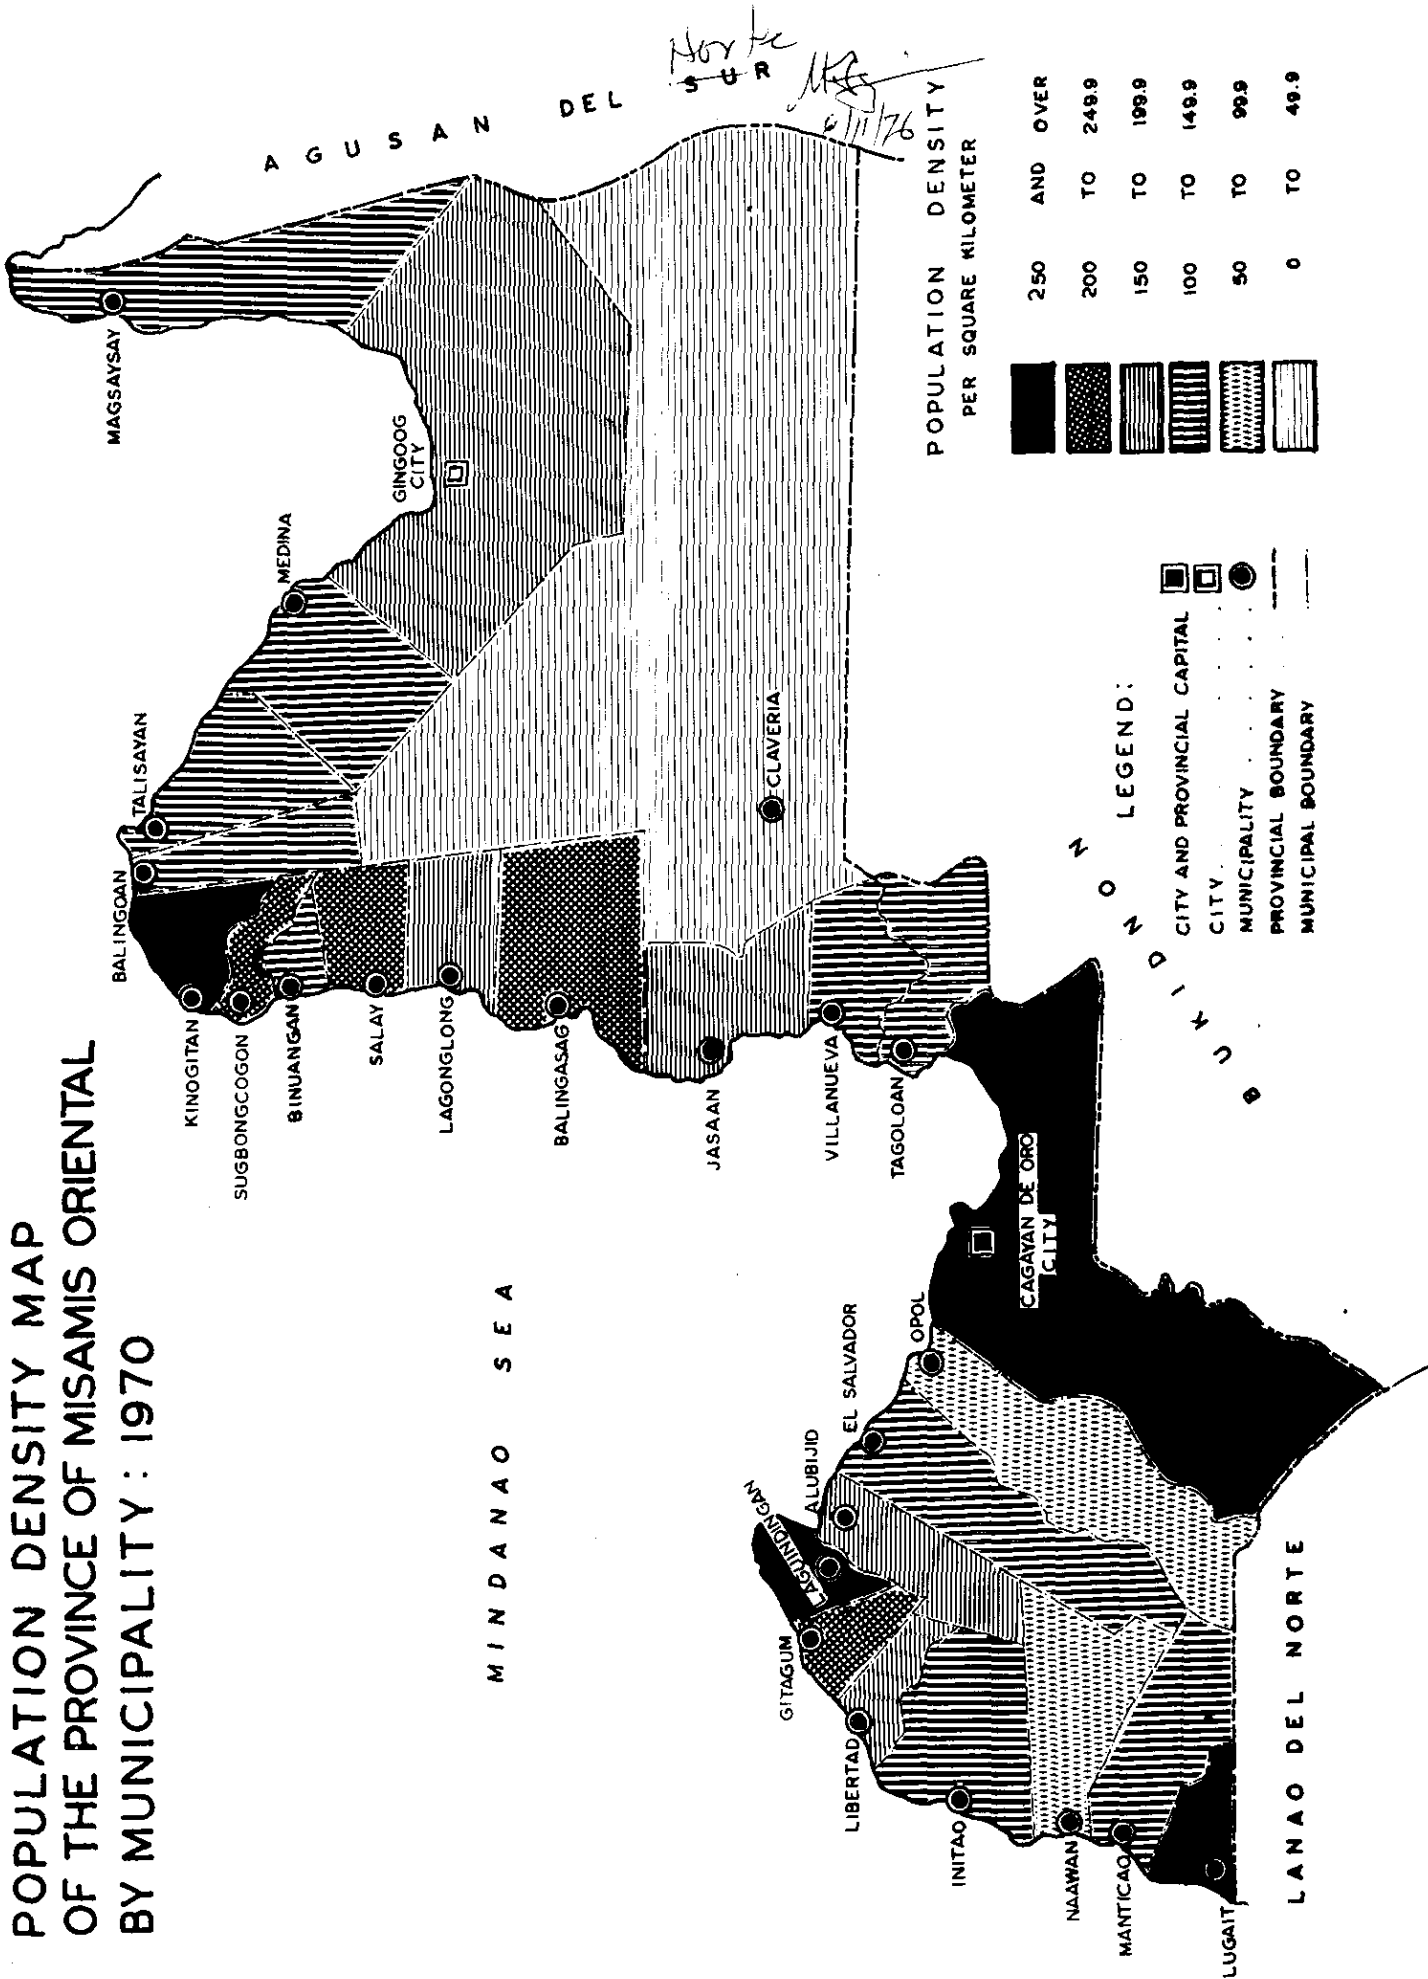 POPULATION DENSITY MAP
OF THE PROVINCE OF MISAMIS ORIENTAL
BY MUNICIPALITY : 1970
AGUSAN DEL SUR
Norte
6/11/76
MAGSAYSAY
GINGOOG
CITY
MEDINA
TALISAYAN
BALINGOAN
KINOGITAN
SUGBONGCOGON
BINUANGAN
SALAY
LAGONGLONG
BALINGASAG
JASAAN
CLAVERIA
VILLANUEVA
TAGOLOAN
CAGAYAN DE ORO
CITY
OPOL
EL SALVADOR
ALUBIJID
LAGUINDINGAN
GITAGUM
LIBERTAD
INITAO
NAAWAN
MANTICAO
LUGAIT
MINDANAO SEA
BUKIDNON
LANAO DEL NORTE
POPULATION DENSITY
PER SQUARE KILOMETER
250 AND OVER
200 TO 249.9
150 TO 199.9
100 TO 149.9
50 TO 99.9
0 TO 49.9
LEGEND:
CITY AND PROVINCIAL CAPITAL
CITY . . . . .
MUNICIPALITY . . . . .
PROVINCIAL BOUNDARY
MUNICIPAL BOUNDARY